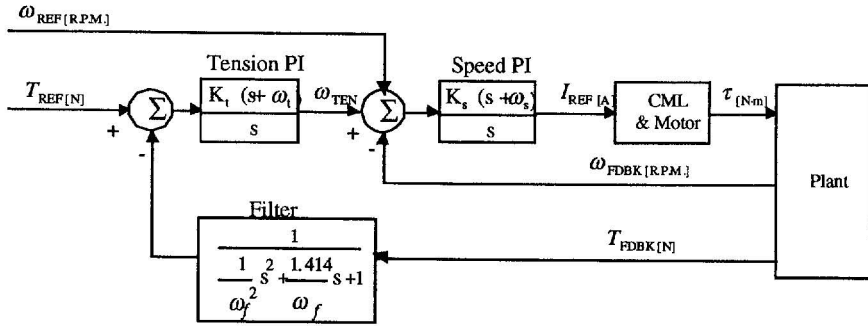 ω_REF [R.P.M.]
Tension PI
Speed PI
T_REF[N]
Σ
K_t (s+ ω_t)
s
ω_TEN
Σ
K_s (s +ω_s)
s
I_REF [A]
CML
& Motor
τ [N·m]
+
-
+
-
ω_FDBK [R.P.M.]
Plant
Filter
1
1/ω_f² s² + 1.414/ω_f s +1
T_FDBK [N]